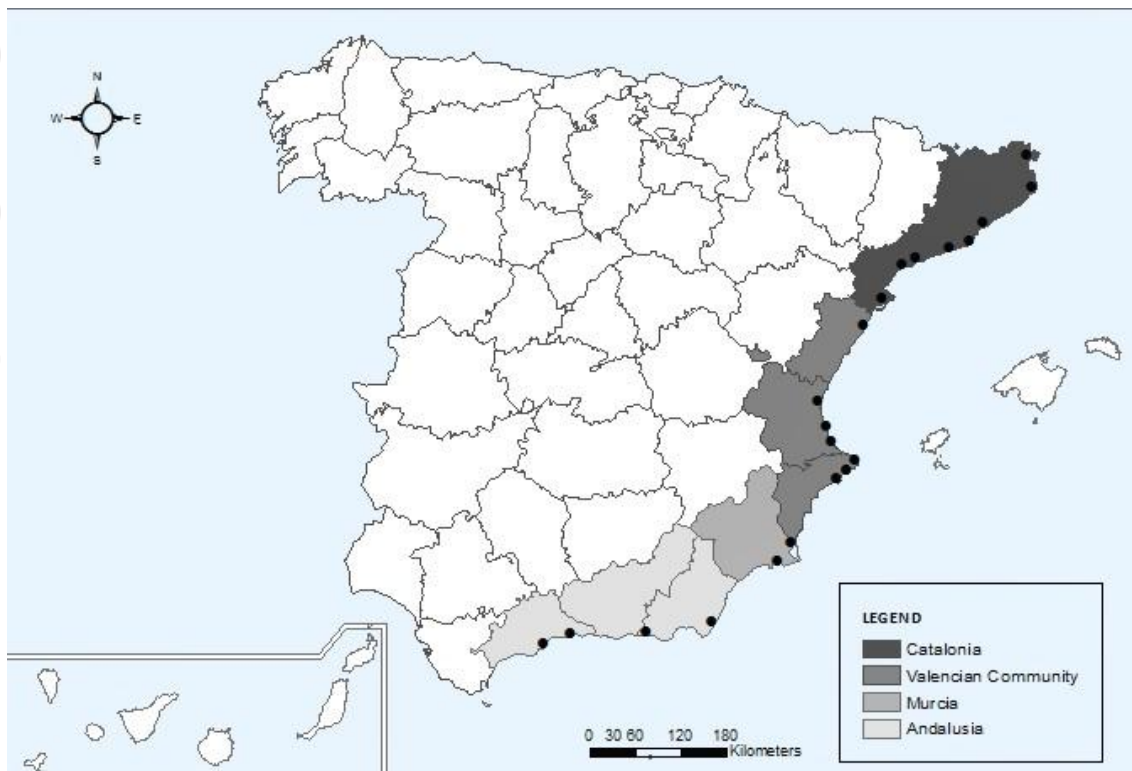 N
W E
S
LEGEND
Catalonia
Valencian Community
Murcia
Andalusia
0 30 60 120 180
Kilometers